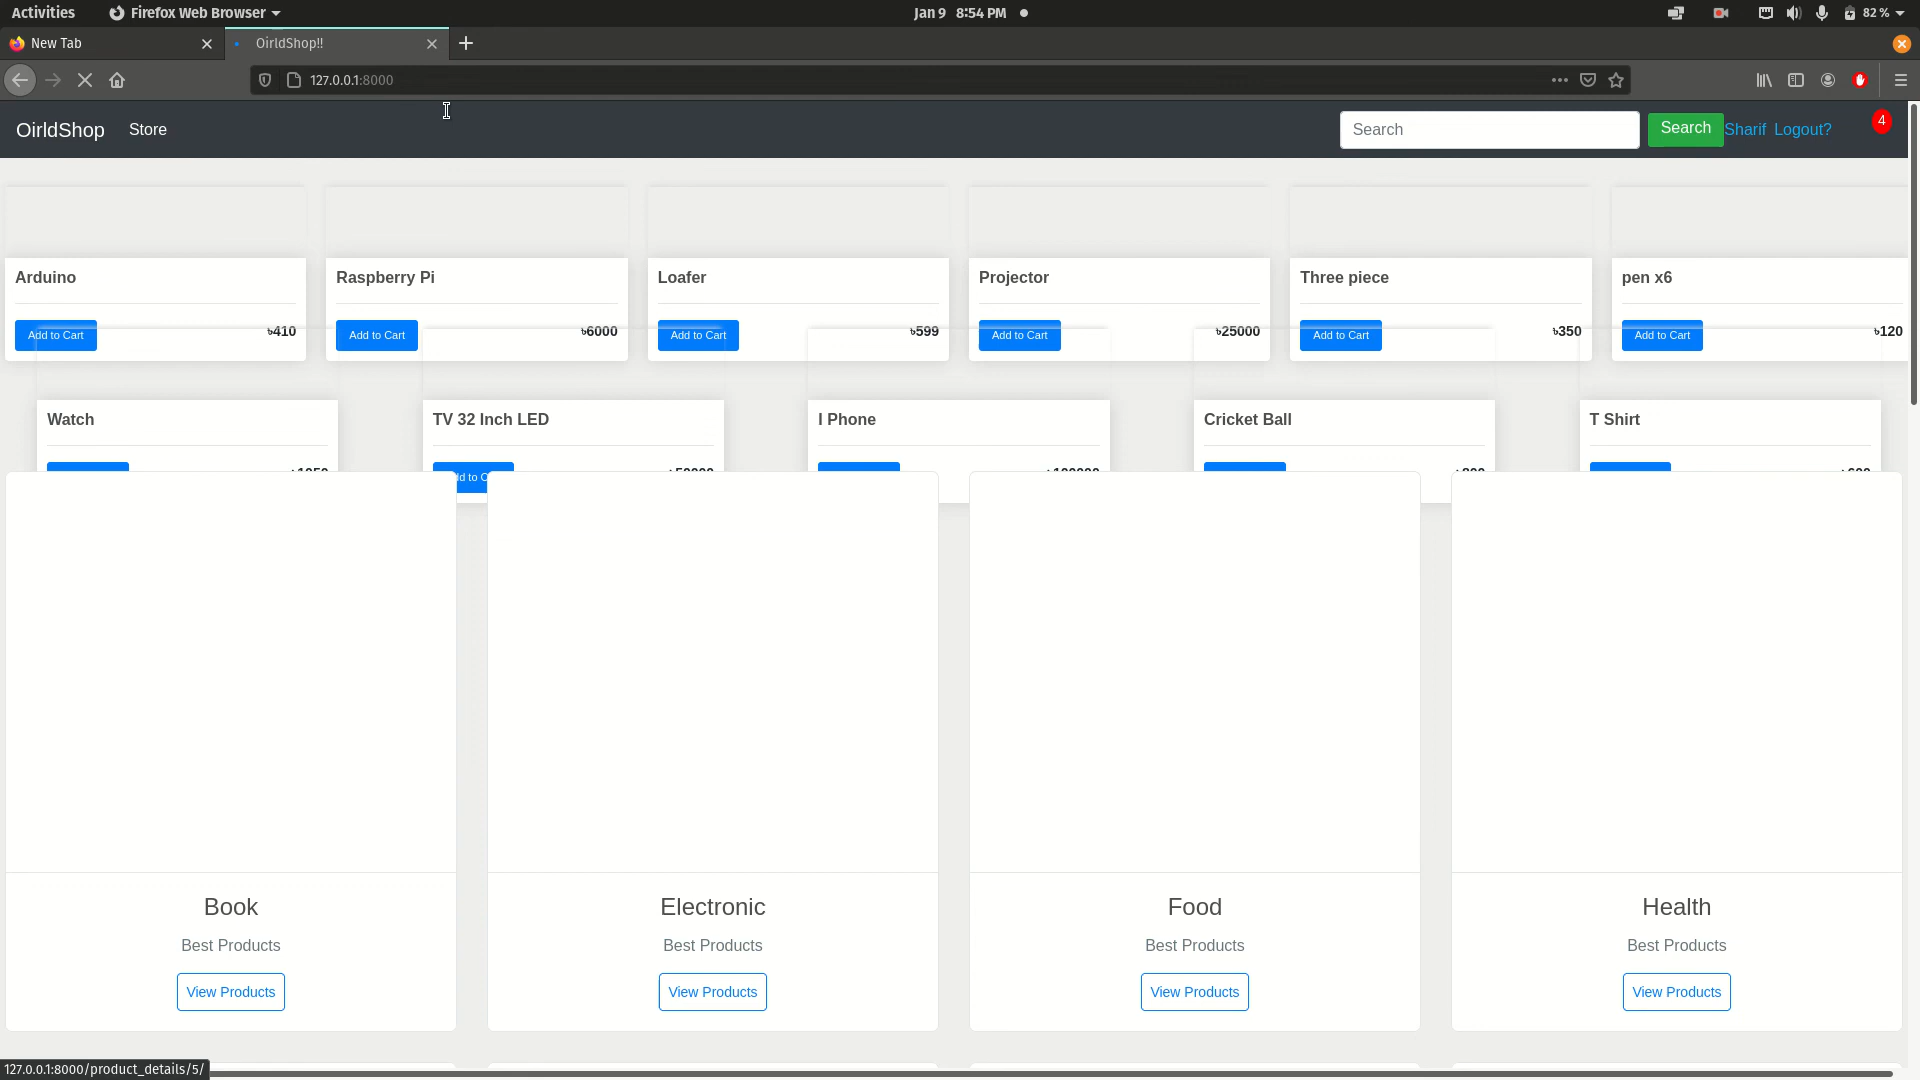 Activities Firefox Web Browser Jan 9 8:54 PM 82 %
New Tab OirldShop!!
127.0.0.1:8000
OirldShop Store Search Search Sharif Logout? 4
Arduino Raspberry Pi Loafer Projector Three piece pen x6
Add to Cart ৳410 Add to Cart ৳6000 Add to Cart ৳599 Add to Cart ৳25000 Add to Cart ৳350 Add to Cart ৳120
Watch TV 32 Inch LED I Phone Cricket Ball T Shirt
Book Electronic Food Health
Best Products Best Products Best Products Best Products
View Products View Products View Products View Products
127.0.0.1:8000/product_details/5/